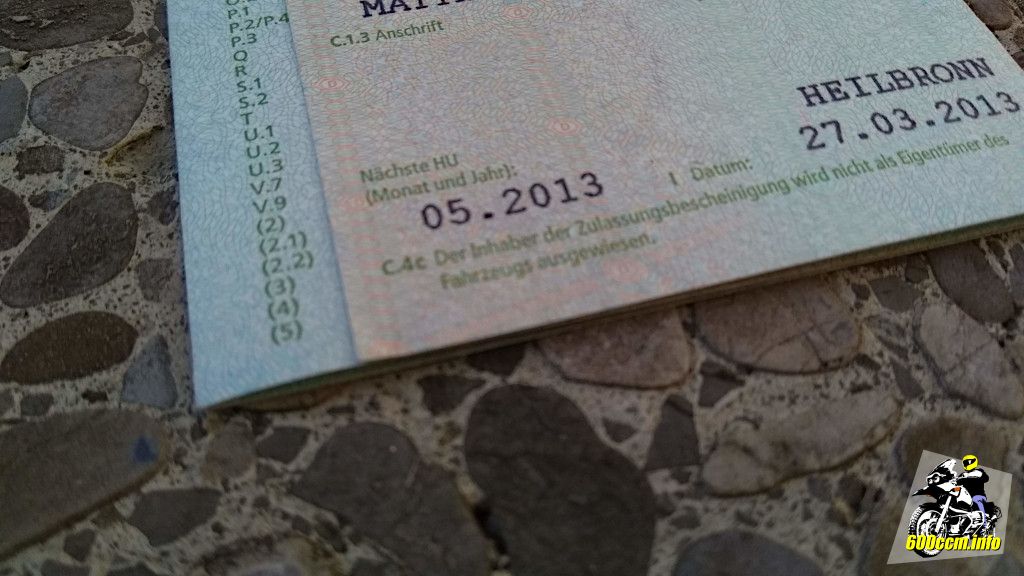 P.1
P.2/P.4
P.3
Q
R
S.1
S.2
T
U.1
U.2
U.3
V.7
V.9
(2)
(2.1)
(2.2)
(3)
(4)
(5)
C.1.3 Anschrift
HEILBRONN
27.03.2013
Nächste HU
(Monat und Jahr):
05.2013
Datum:
C.4c Der Inhaber der Zulassungsbescheinigung wird nicht als Eigentümer des
Fahrzeugs ausgewiesen.
600ccm.info